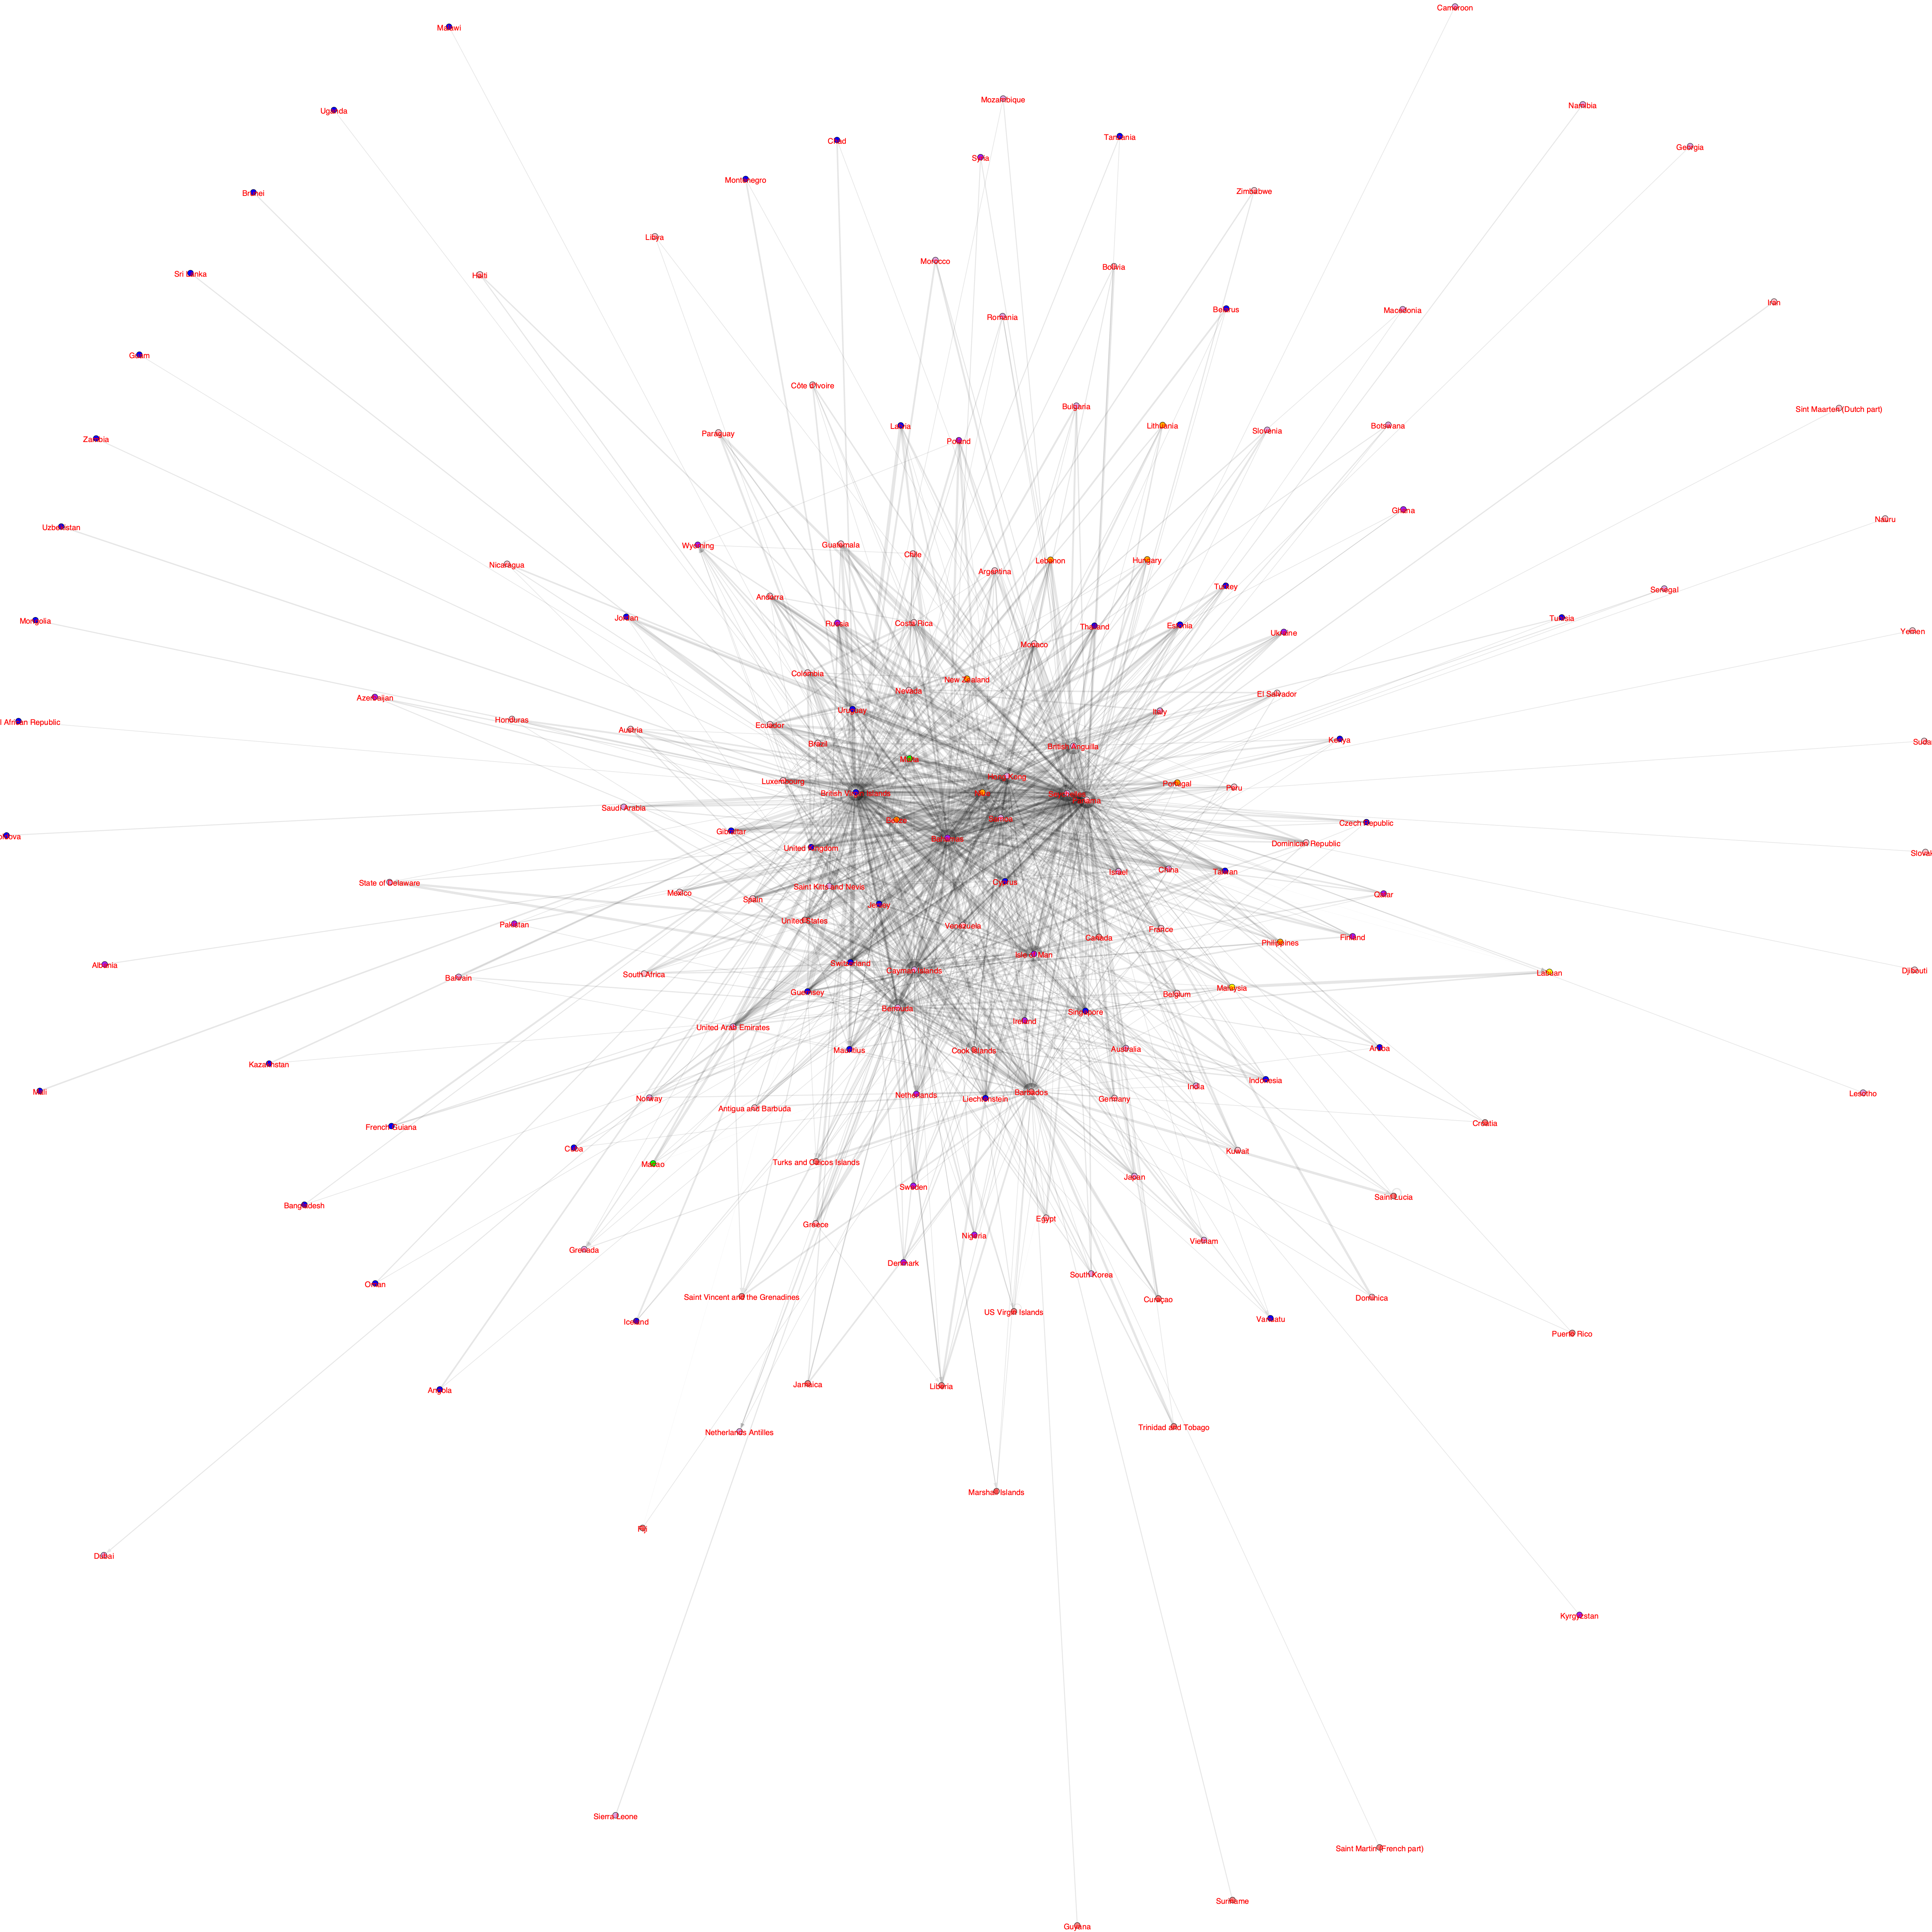 Cameroon
Malawi
Mozambique
Namibia
Uganda
Tanzania
Chad
Georgia
Syria
Montenegro
Zimbabwe
Brunei
Libya
Morocco
Bolivia
Sri Lanka
Haiti
Iran
Belarus
Macedonia
Romania
Guam
Côte d'Ivoire
Bulgaria
Sint Maarten (Dutch part)
Latvia
Lithuania
Botswana
Slovenia
Paraguay
Poland
Zambia
Ghana
Nauru
Uzbekistan
Wyoming
Guatemala
Chile
Lebanon
Hungary
Nicaragua
Argentina
Turkey
Senegal
Andorra
Jordan
Tunisia
Mongolia
Russia
Costa Rica
Thailand
Estonia
Ukraine
Yemen
Monaco
Colombia
New Zealand
Nevada
El Salvador
Azerbaijan
Uruguay
Italy
l African Republic
Honduras
Ecuador
Austria
Kenya
Suda
Brazil
British Anguilla
Malta
Hong Kong
Luxembourg
Portugal
Peru
British Virgin Islands
Saudi Arabia
Czech Republic
Gibraltar
Bahamas
Dominican Republic
United Kingdom
Slovak
Israel
China
Taiwan
State of Delaware
Cyprus
Saint Kitts and Nevis
Mexico
Qatar
Spain
Jersey
United States
Pakistan
Venezuela
France
Canada
Finland
Philippines
Isle of Man
Albania
Switzerland
Cayman Islands
Djibouti
South Africa
Labuan
Bahrain
Malaysia
Guernsey
Belgium
Bermuda
Singapore
Ireland
United Arab Emirates
Mauritius
Cook Islands
Australia
Aruba
Kazakhstan
Indonesia
India
Mali
Barbados
Lesotho
Netherlands
Liechtenstein
Germany
Norway
Antigua and Barbuda
Croatia
French Guiana
Cuba
Kuwait
Macao
Turks and Caicos Islands
Japan
Sweden
Saint Lucia
Bangladesh
Egypt
Greece
Nigeria
Vietnam
Grenada
Denmark
South Korea
Oman
Saint Vincent and the Grenadines
Curaçao
Dominica
US Virgin Islands
Vanuatu
Iceland
Puerto Rico
Jamaica
Liberia
Angola
Trinidad and Tobago
Netherlands Antilles
Marshall Islands
Fiji
Dubai
Kyrgyzstan
Sierra Leone
Saint Martin (French part)
Suriname
Guyana